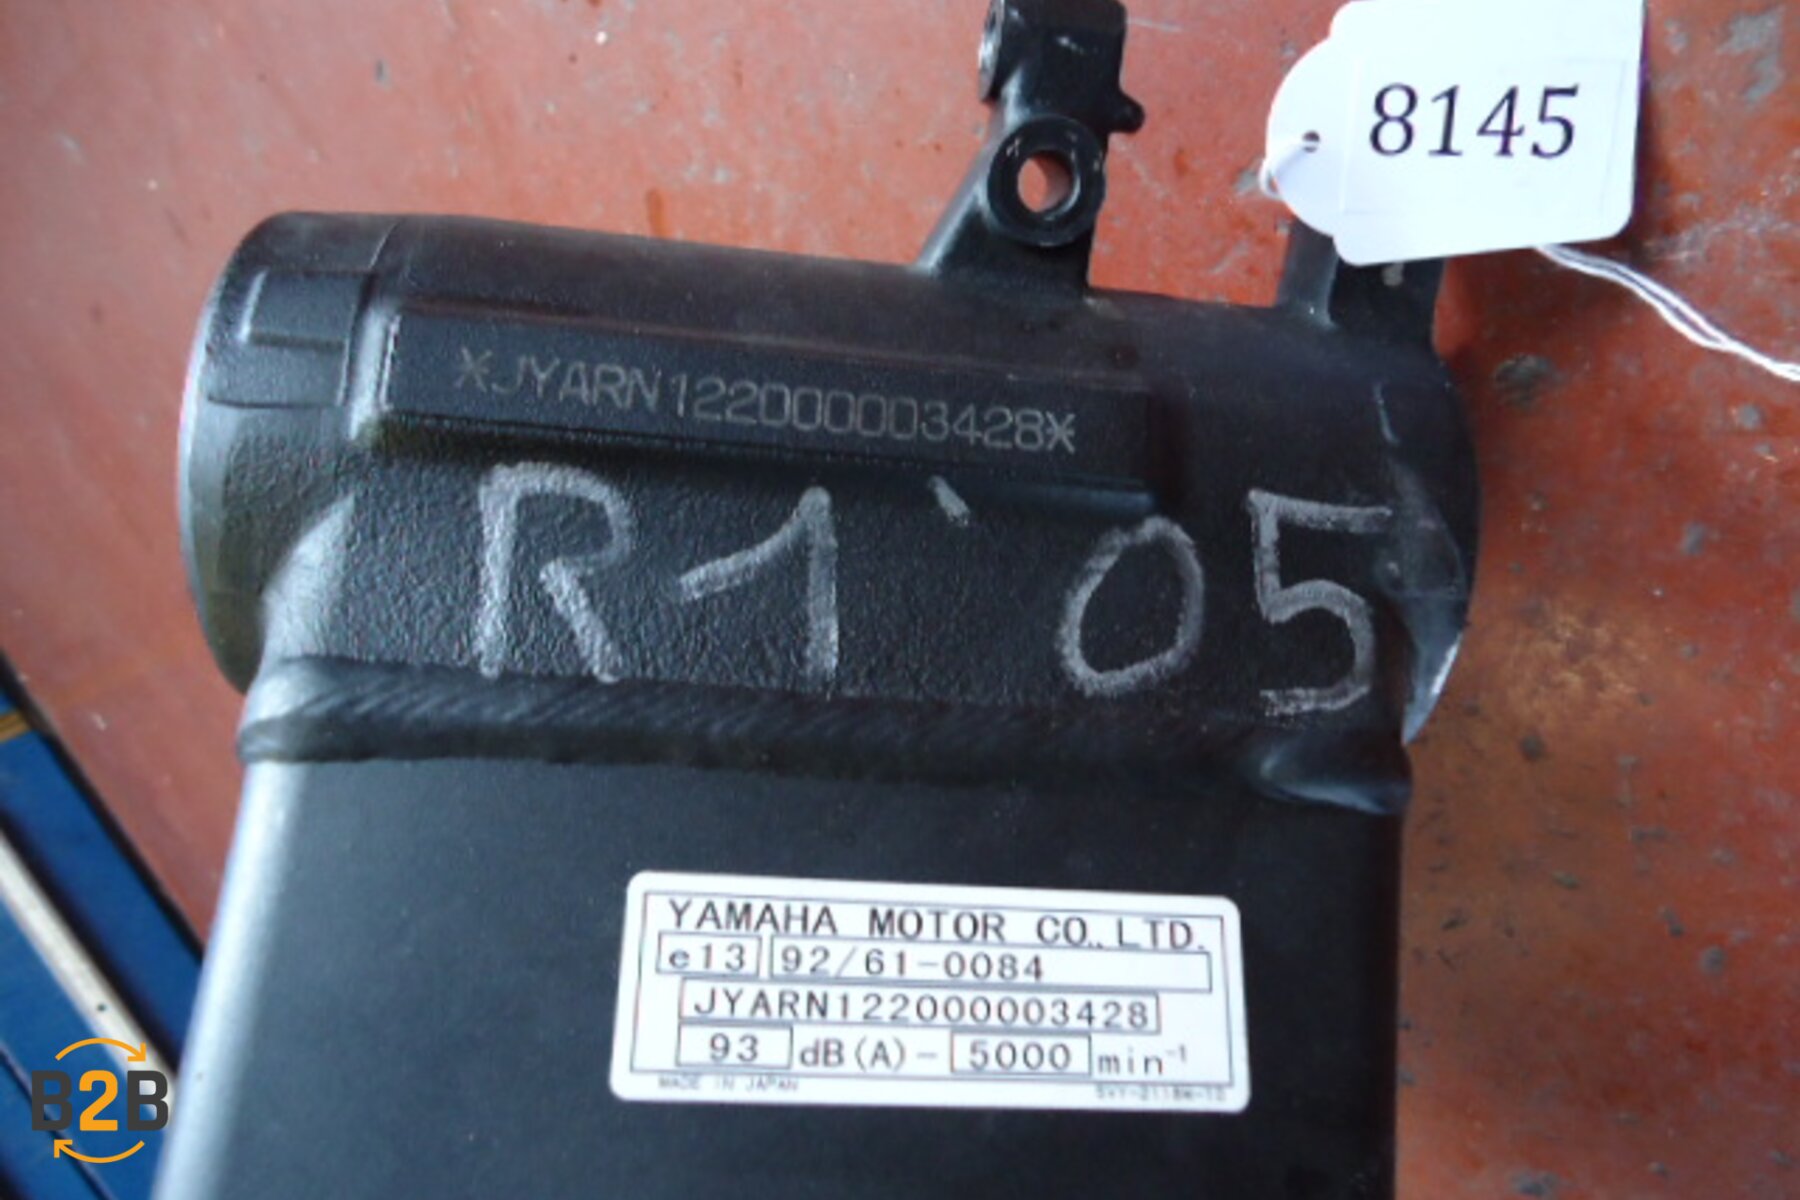 8145
*JYARN122000003428*
R1'05
YAMAHA MOTOR CO., LTD.
e13 92/61-0084
JYARN122000003428
93 dB(A) - 5000 min-1
MADE IN JAPAN
B2B